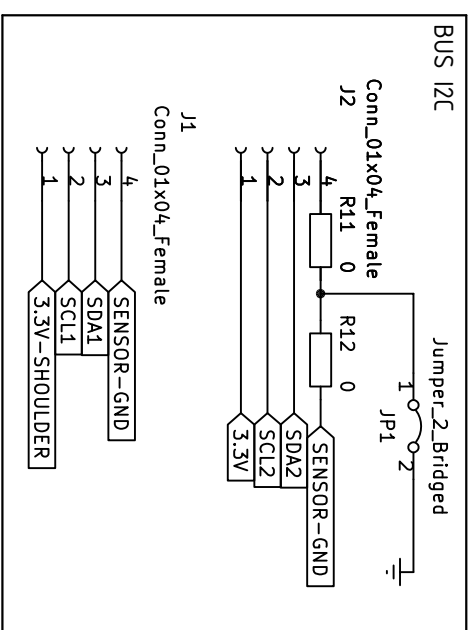 BUS I2C
J2
Conn_01x04_Female
4
3
2
1
R11 0
R12 0
Jumper_2_Bridged
1
JP1
2
SENSOR-GND
SDA2
SCL2
3.3V
J1
Conn_01x04_Female
4
3
2
1
SENSOR-GND
SDA1
SCL1
3.3V-SHOULDER